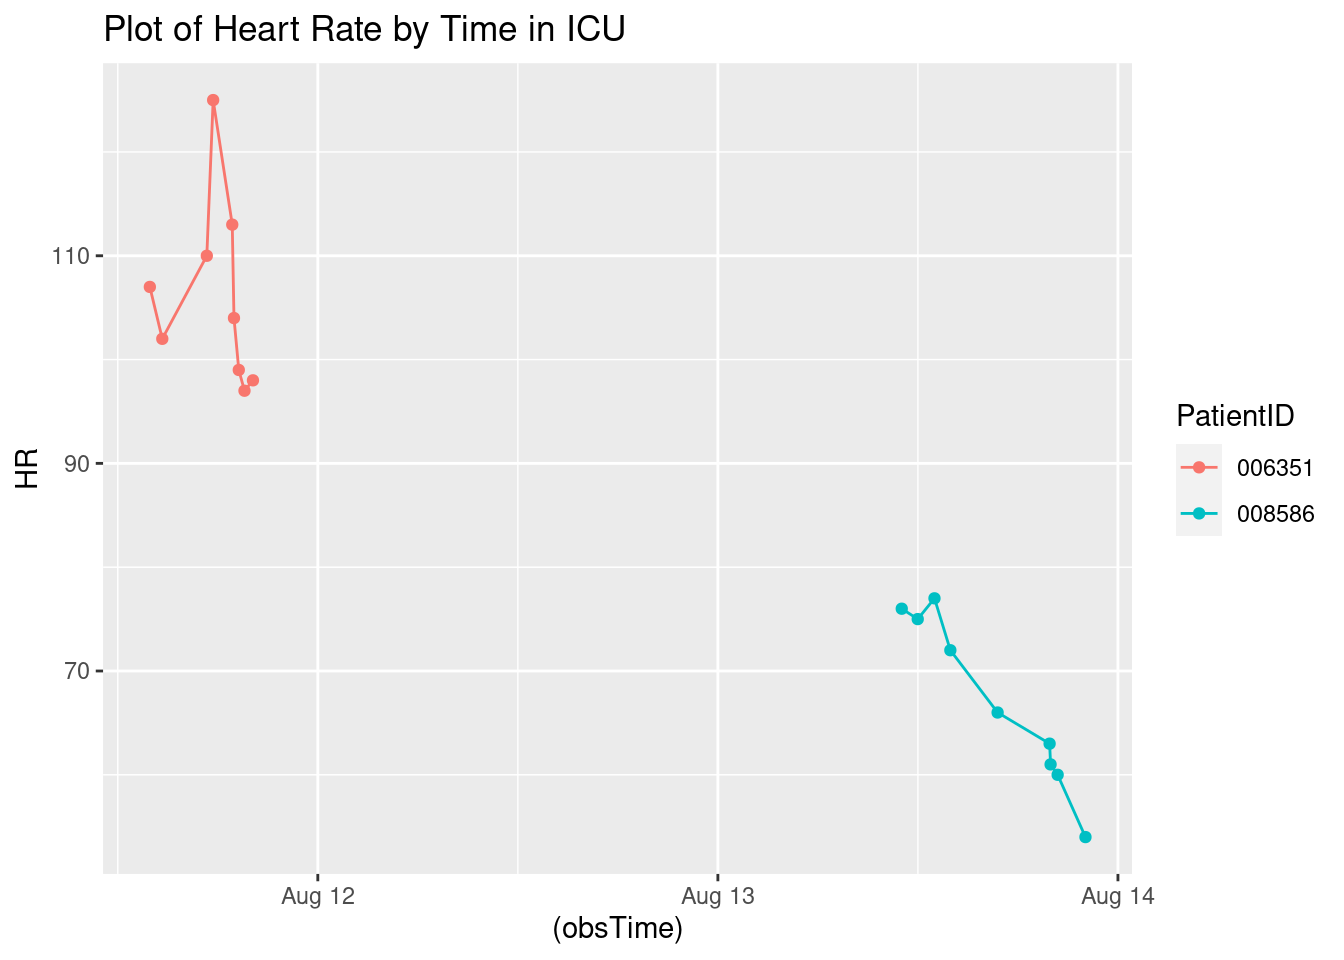 Plot of Heart Rate by Time in ICU
110
90
70
HR
Aug 12
Aug 13
Aug 14
(obsTime)
PatientID
006351
008586